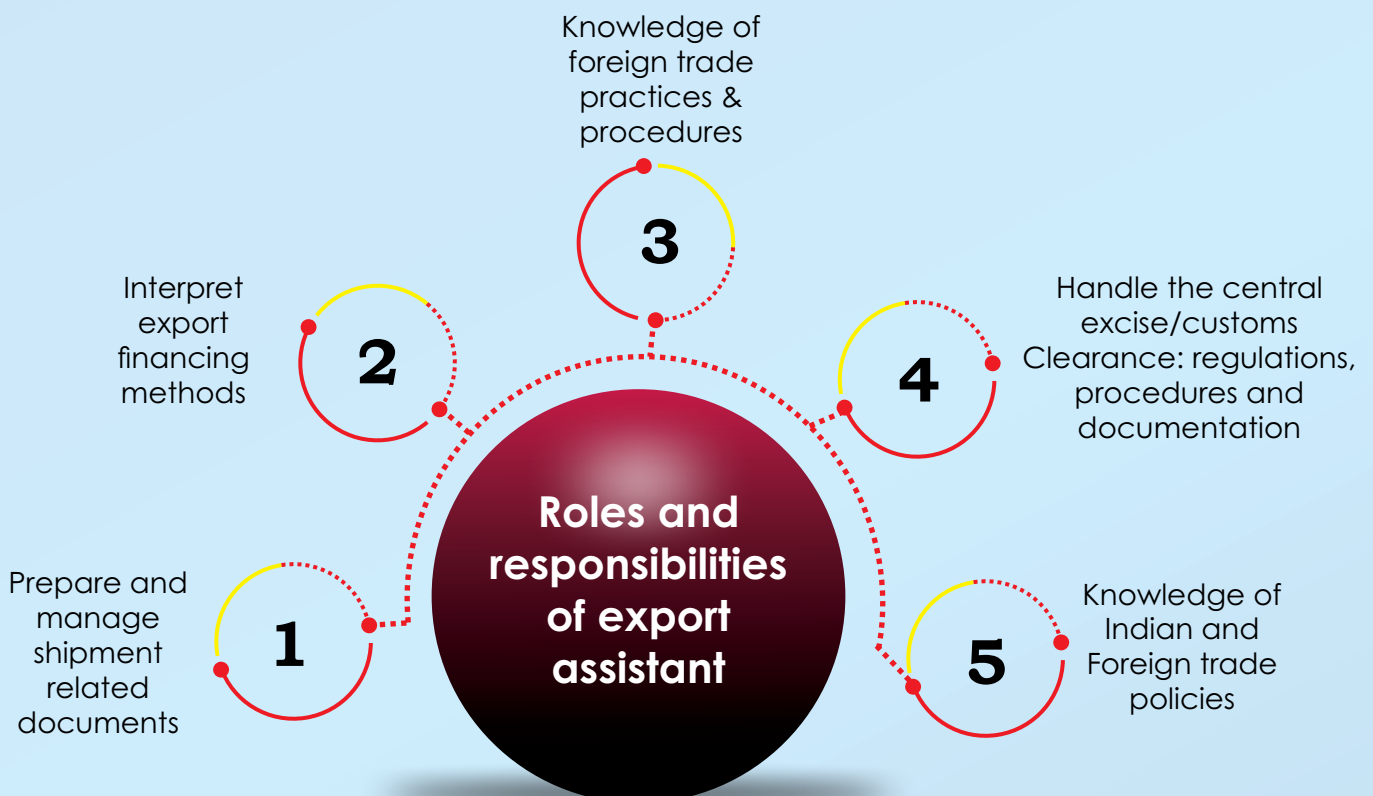 Roles and
responsibilities
of export
assistant
1
Prepare and
manage
shipment
related
documents
2
Interpret
export
financing
methods
3
Knowledge of
foreign trade
practices &
procedures
4
Handle the central
excise/customs
Clearance: regulations,
procedures and
documentation
5
Knowledge of
Indian and
Foreign trade
policies